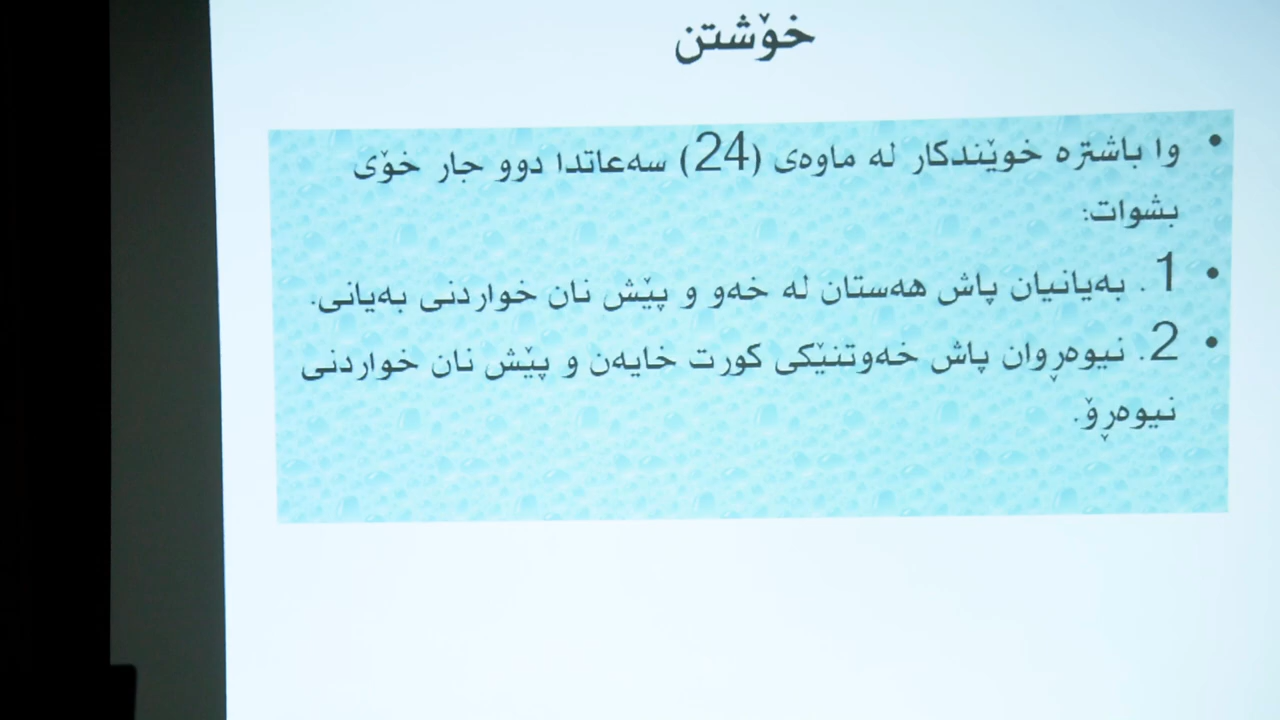 خۆشتن
• وا باشترە خوێندکار لە ماوەی (24) سەعاتدا دوو جار خۆی
بشوات:
• 1. بەیانیان پاش هەستان لە خەو و پێش نان خواردنی بەیانی.
• 2. نیوەڕوان پاش خەوتنێکی کورت خایەن و پێش نان خواردنی
نیوەڕۆ.